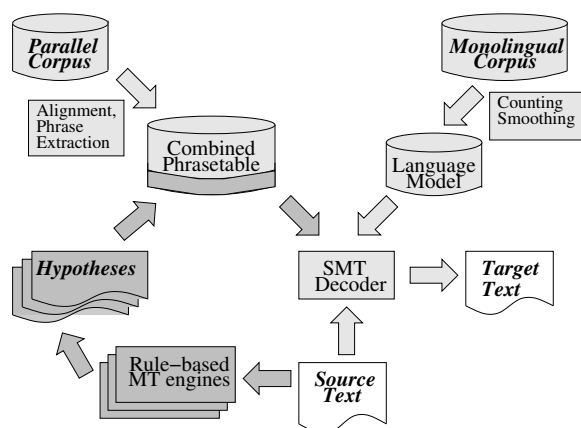 Parallel
Corpus
Monolingual
Corpus
Alignment,
Phrase
Extraction
Counting
Smoothing
Combined
Phrasetable
Language
Model
Hypotheses
SMT
Decoder
Target
Text
Rule−based
MT engines
Source
Text